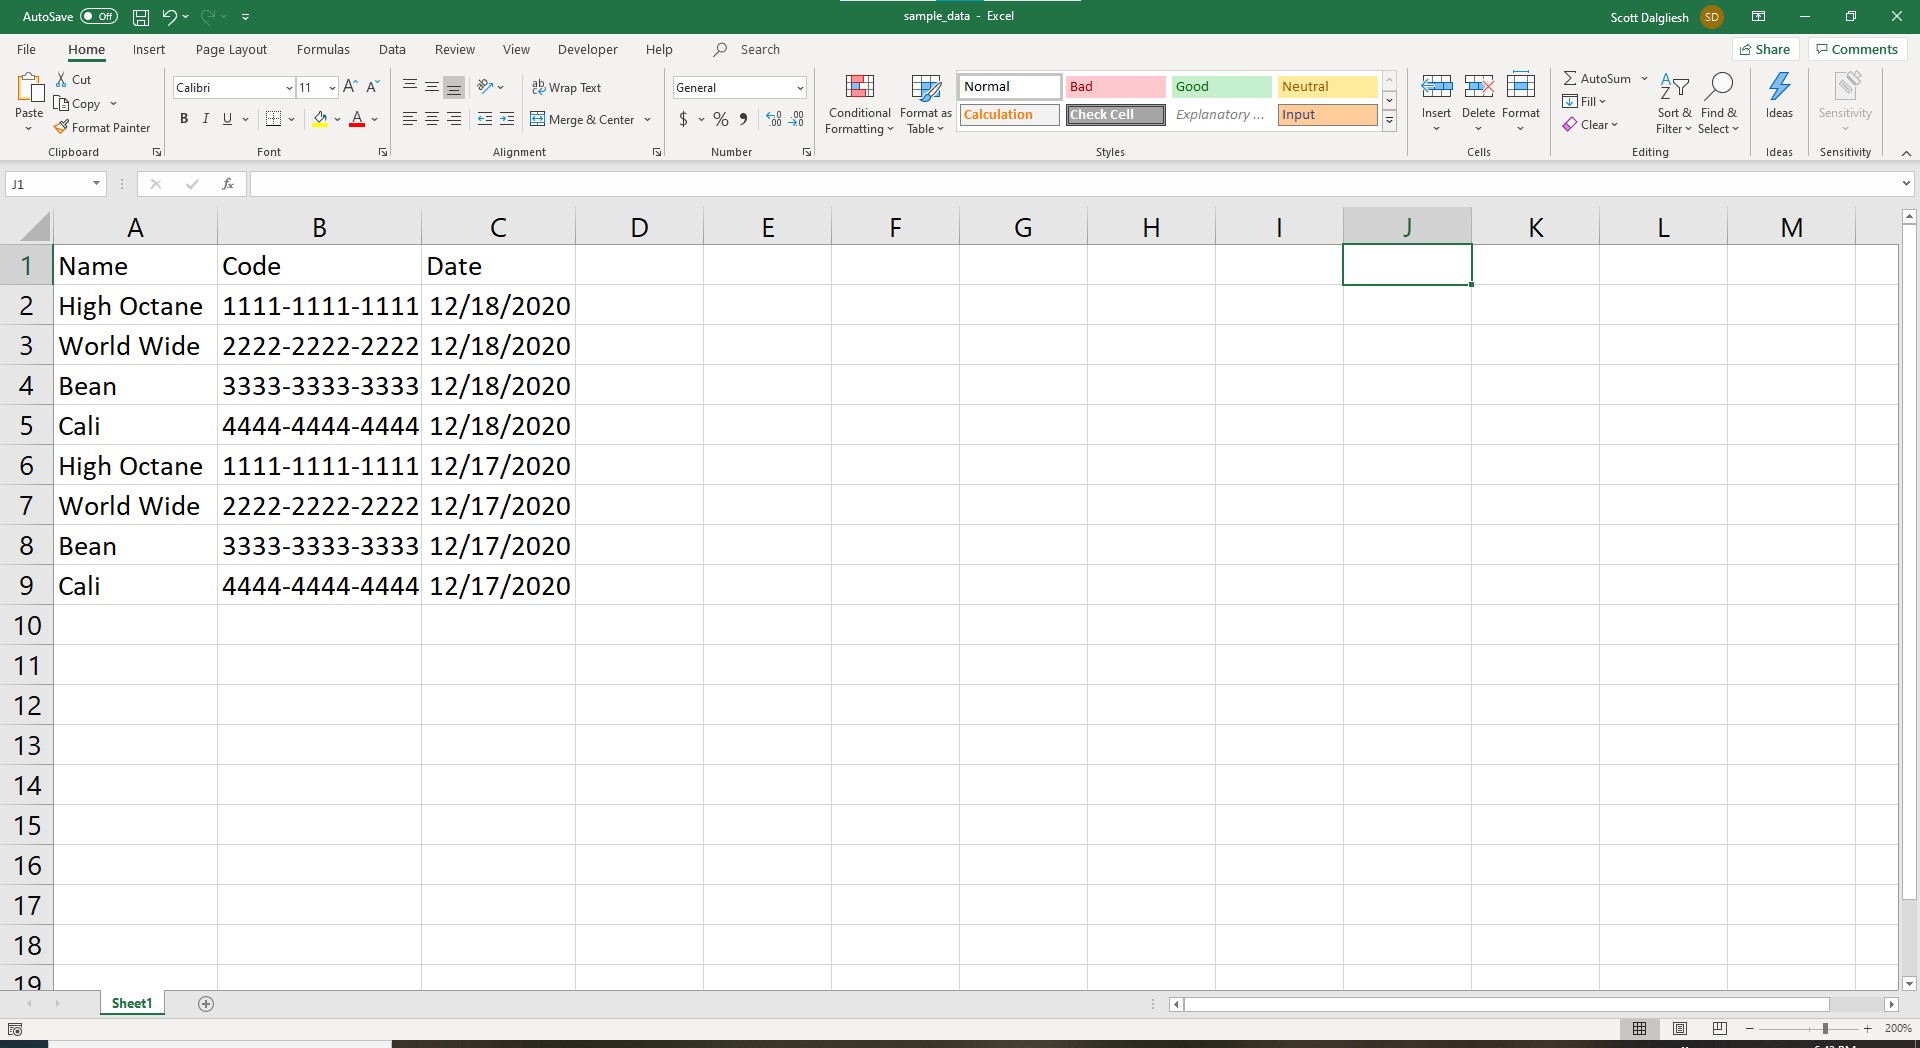 AutoSave Off
sample_data - Excel
Scott Dalgliesh SD
File Home Insert Page Layout Formulas Data Review View Developer Help Search
Share Comments
Paste
Cut
Copy
Format Painter
Clipboard
Calibri 11 A A
B I U A
Font
ab Wrap Text
Merge & Center
Alignment
General
$ % ,
Number
Conditional Formatting
Format as Table
Normal Bad Good Neutral
Calculation Check Cell Explanatory ... Input
Styles
Insert Delete Format
Cells
AutoSum
Fill
Clear
Sort & Filter
Find & Select
Editing
Ideas
Ideas
Sensitivity
Sensitivity
J1 fx
A B C D E F G H I J K L M
1 Name Code Date
2 High Octane 1111-1111-1111 12/18/2020
3 World Wide 2222-2222-2222 12/18/2020
4 Bean 3333-3333-3333 12/18/2020
5 Cali 4444-4444-4444 12/18/2020
6 High Octane 1111-1111-1111 12/17/2020
7 World Wide 2222-2222-2222 12/17/2020
8 Bean 3333-3333-3333 12/17/2020
9 Cali 4444-4444-4444 12/17/2020
10
11
12
13
14
15
16
17
18
19
Sheet1
200%